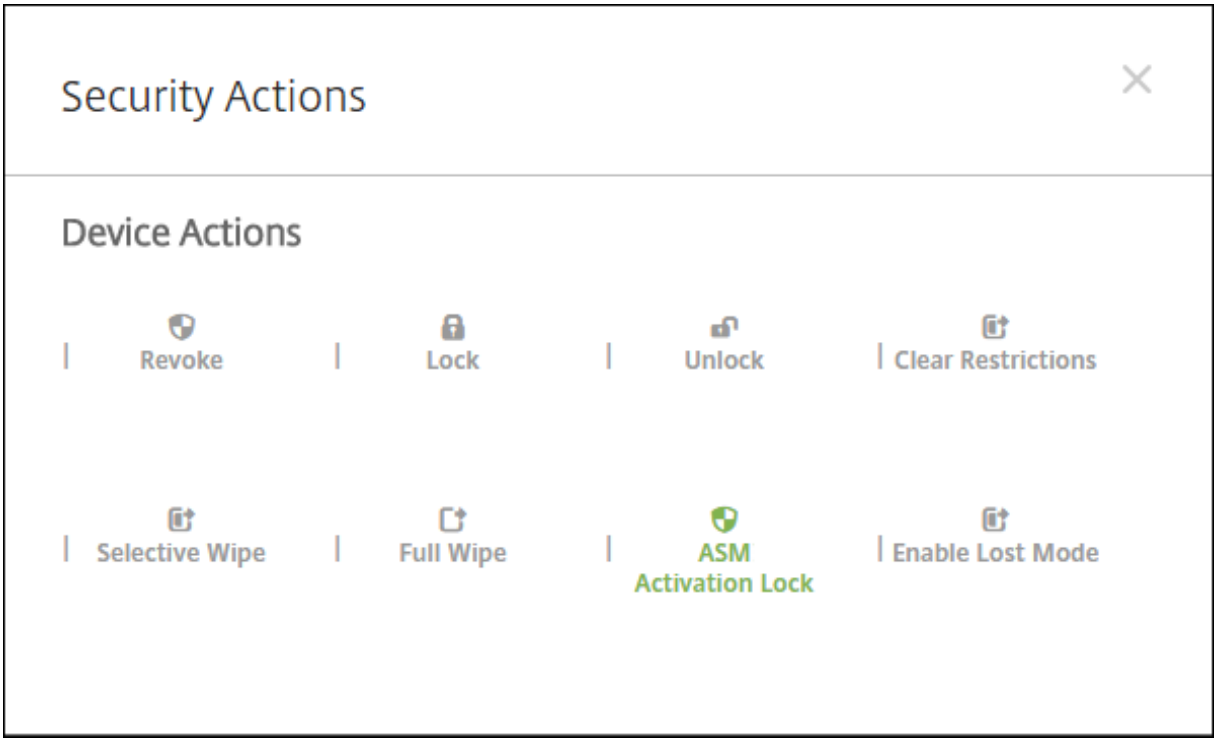 Security Actions
Device Actions
Revoke
Lock
Unlock
Clear Restrictions
Selective Wipe
Full Wipe
ASM
Activation Lock
Enable Lost Mode